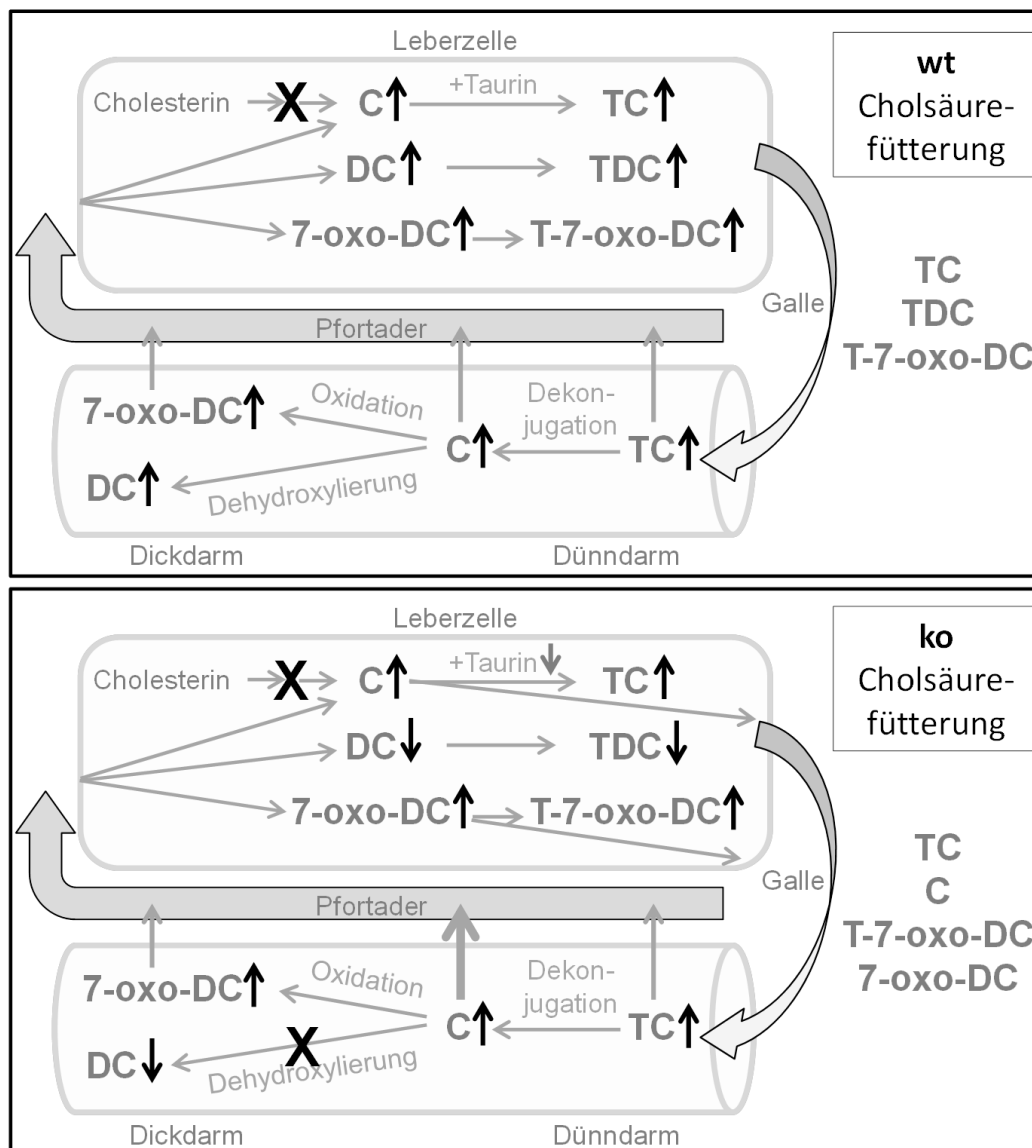 Leberzelle
wt
Cholsäure-
fütterung
Cholesterin X C +Taurin TC
DC TDC
7-oxo-DC T-7-oxo-DC
TC
TDC
T-7-oxo-DC
Galle
Pfortader
7-oxo-DC Oxidation Dekon-
jugation
C TC
DC Dehydroxylierung
Dickdarm Dünndarm
Leberzelle
ko
Cholsäure-
fütterung
Cholesterin X C +Taurin TC
DC TDC
7-oxo-DC T-7-oxo-DC
TC
C
T-7-oxo-DC
7-oxo-DC
Galle
Pfortader
7-oxo-DC Oxidation Dekon-
jugation
C TC
X
DC Dehydroxylierung
Dickdarm Dünndarm